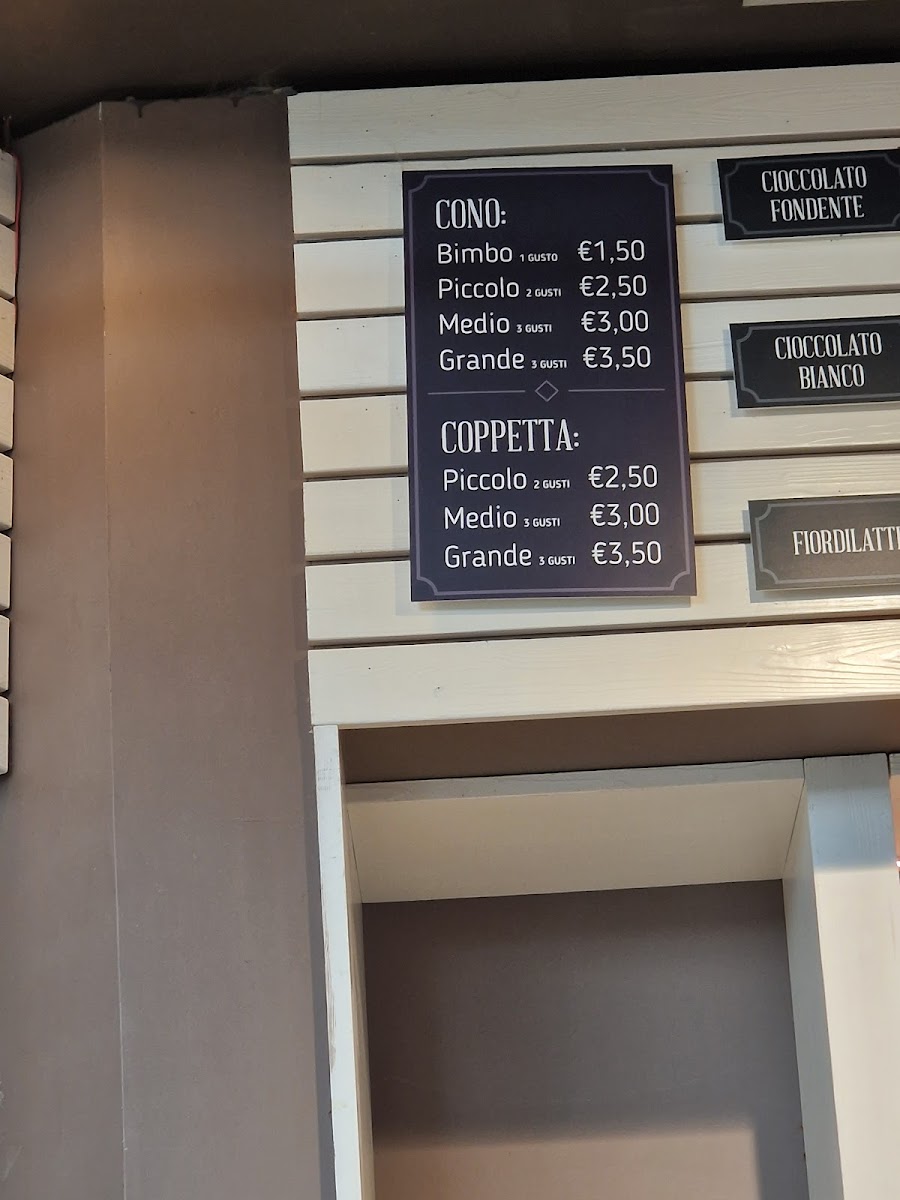 CONO:
Bimbo 1 GUSTO €1,50
Piccolo 2 GUSTI €2,50
Medio 3 GUSTI €3,00
Grande 3 GUSTI €3,50
COPPETTA:
Piccolo 2 GUSTI €2,50
Medio 3 GUSTI €3,00
Grande 3 GUSTI €3,50
CIOCCOLATO
FONDENTE
CIOCCOLATO
BIANCO
FIORDILATTE